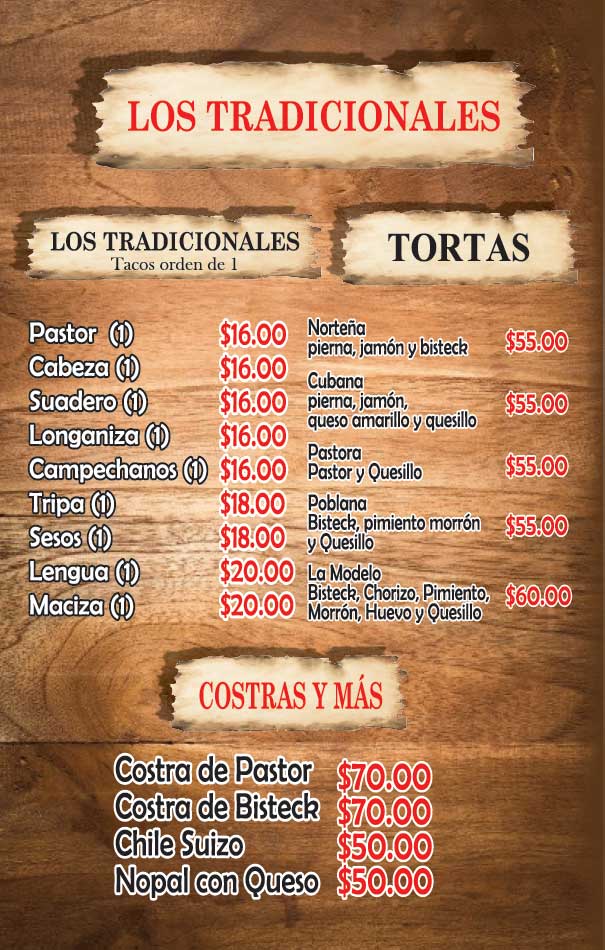 LOS TRADICIONALES
LOS TRADICIONALES
Tacos orden de 1
Pastor (1) $16.00
Cabeza (1) $16.00
Suadero (1) $16.00
Longaniza (1) $16.00
Campechanos (1) $16.00
Tripa (1) $18.00
Sesos (1) $18.00
Lengua (1) $20.00
Maciza (1) $20.00
TORTAS
Norteña
pierna, jamón y bisteck $55.00
Cubana
pierna, jamón, $55.00
queso amarillo y quesillo
Pastora
Pastor y Quesillo $55.00
Poblana
Bisteck, pimiento morrón $55.00
y Quesillo
La Modelo
Bisteck, Chorizo, Pimiento, $60.00
Morrón, Huevo y Quesillo
COSTRAS Y MÁS
Costra de Pastor $70.00
Costra de Bisteck $70.00
Chile Suizo $50.00
Nopal con Queso $50.00